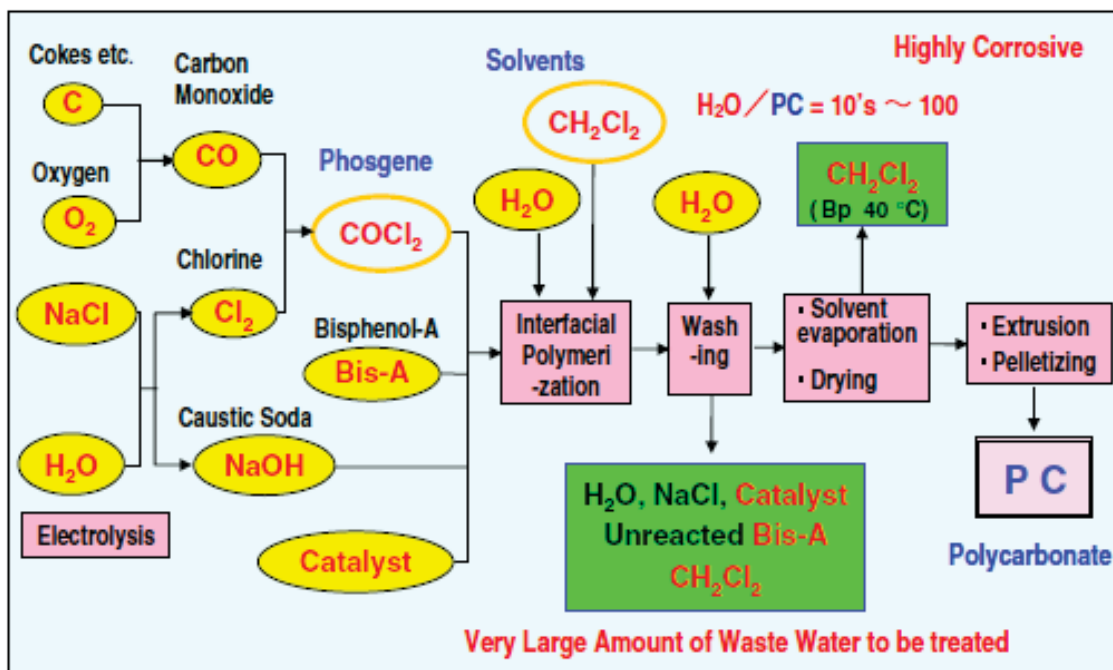 Cokes etc.
C
Oxygen
O₂
Carbon
Monoxide
CO
Phosgene
COCl₂
Solvents
CH₂Cl₂
Highly Corrosive
H₂O／PC = 10's ～ 100
NaCl
Chlorine
Cl₂
H₂O
Electrolysis
Bisphenol-A
Bis-A
Caustic Soda
NaOH
Catalyst
H₂O
Interfacial
Polymeri
-zation
H₂O
Wash
-ing
CH₂Cl₂
( Bp 40 °C)
・Solvent
evaporation
・Drying
・Extrusion
・Pelletizing
P C
Polycarbonate
H₂O, NaCl, Catalyst
Unreacted Bis-A
CH₂Cl₂
Very Large Amount of Waste Water to be treated